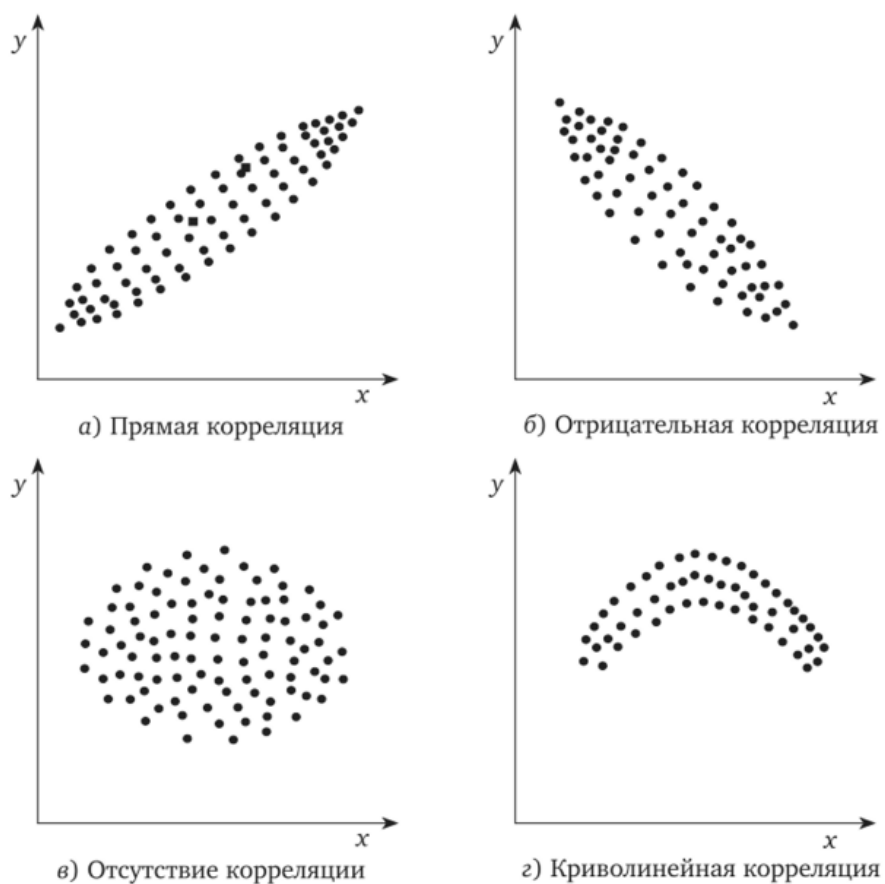 y
y
x
x
а) Прямая корреляция
б) Отрицательная корреляция
y
y
x
x
в) Отсутствие корреляции
г) Криволинейная корреляция